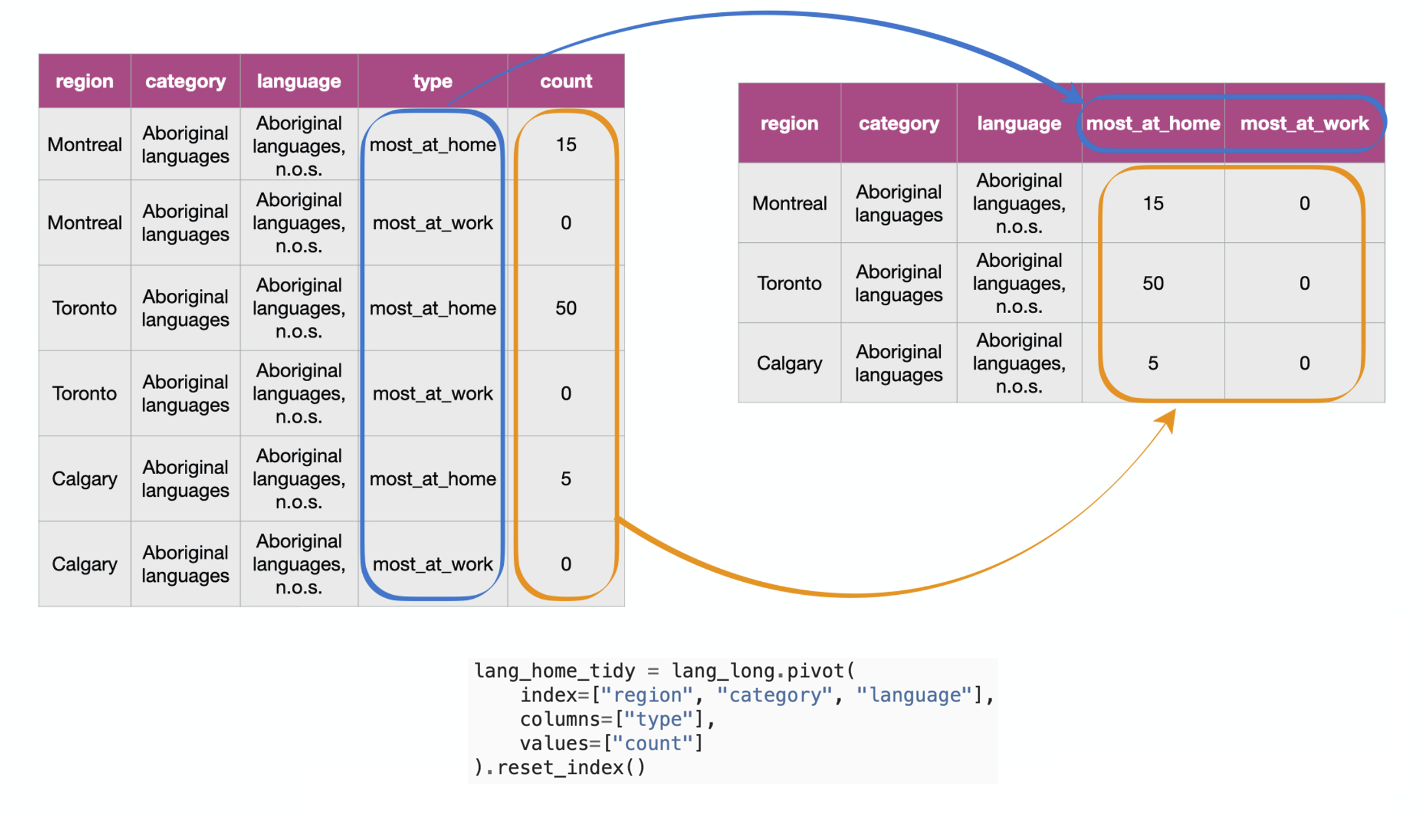 region category language type count
Montreal Aboriginal languages Aboriginal languages, n.o.s. most_at_home 15
Montreal Aboriginal languages Aboriginal languages, n.o.s. most_at_work 0
Toronto Aboriginal languages Aboriginal languages, n.o.s. most_at_home 50
Toronto Aboriginal languages Aboriginal languages, n.o.s. most_at_work 0
Calgary Aboriginal languages Aboriginal languages, n.o.s. most_at_home 5
Calgary Aboriginal languages Aboriginal languages, n.o.s. most_at_work 0
region category language most_at_home most_at_work
Montreal Aboriginal languages Aboriginal languages, n.o.s. 15 0
Toronto Aboriginal languages Aboriginal languages, n.o.s. 50 0
Calgary Aboriginal languages Aboriginal languages, n.o.s. 5 0
lang_home_tidy = lang_long.pivot(
    index=["region", "category", "language"],
    columns=["type"],
    values=["count"]
).reset_index()